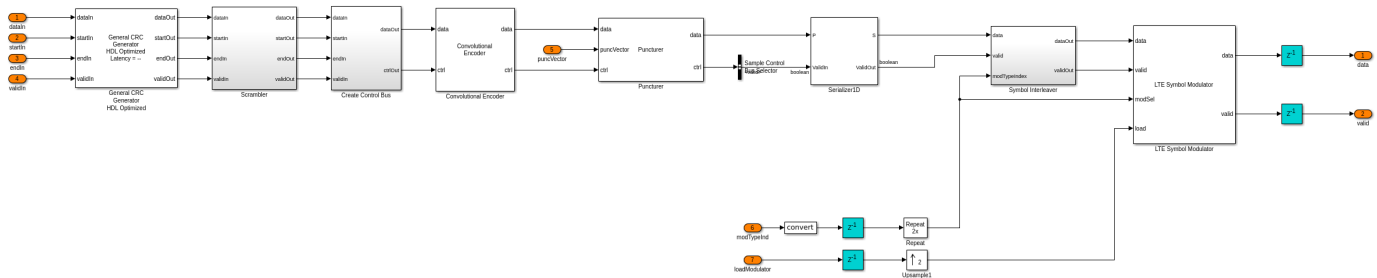 1
dataIn
2
startIn
3
endIn
4
validIn
dataIn
startIn
endIn
validIn
General CRC
Generator
HDL Optimized
Latency = --
dataOut
startOut
endOut
validOut
General CRC
Generator
HDL Optimized
dataIn
startIn
endIn
validIn
dataOut
startOut
endOut
validOut
Scrambler
dataIn
startIn
endIn
validIn
dataOut
ctrlOut
Create Control Bus
data
ctrl
Convolutional
Encoder
data
ctrl
Convolutional Encoder
5
puncVector
data
puncVector
ctrl
Puncturer
data
ctrl
Puncturer
Sample Control
Bus Selector
boolean
P
ValidIn
S
ValidOut
Serializer1D
boolean
data
valid
modTypeIndex
dataOut
validOut
Symbol Interleaver
data
valid
modSel
load
LTE Symbol Modulator
data
valid
LTE Symbol Modulator
Z-1
1
data
Z-1
2
valid
6
modTypeInd
convert
Z-1
Repeat
2x
Repeat
7
loadModulator
Z-1
↑ 2
Upsample1